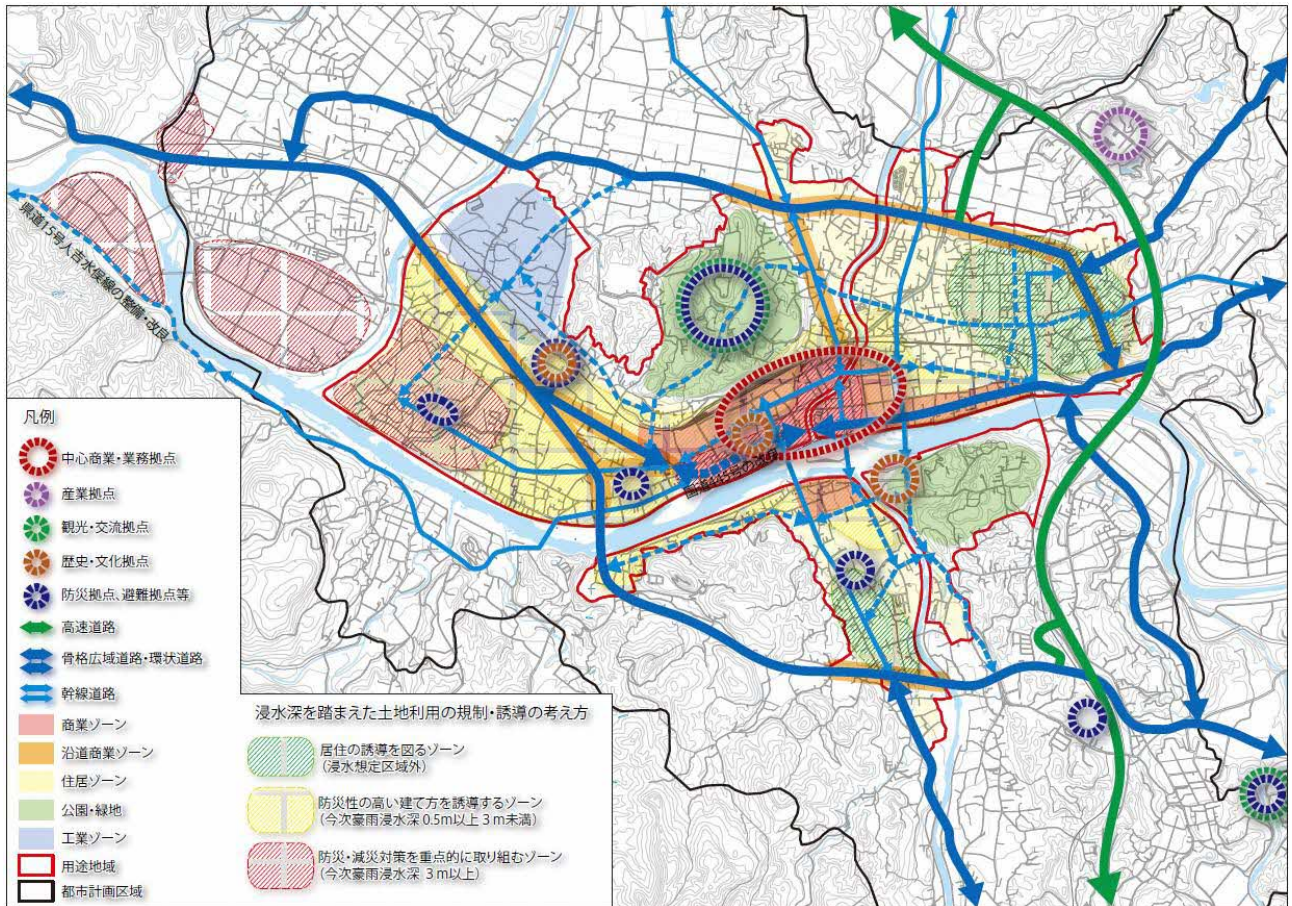 県道15号人吉水俣線の整備・改良
凡例
中心商業・業務拠点
産業拠点
観光・交流拠点
歴史・文化拠点
防災拠点、避難拠点等
高速道路
骨格広域道路・環状道路
幹線道路
商業ゾーン
沿道商業ゾーン
住居ゾーン
公園・緑地
工業ゾーン
用途地域
都市計画区域
浸水深を踏まえた土地利用の規制・誘導の考え方
居住の誘導を図るゾーン
（浸水想定区域外）
防災性の高い建て方を誘導するゾーン
（今次豪雨浸水深 0.5m以上 3 m未満）
防災・減災対策を重点的に取り組むゾーン
（今次豪雨浸水深 3 m以上）